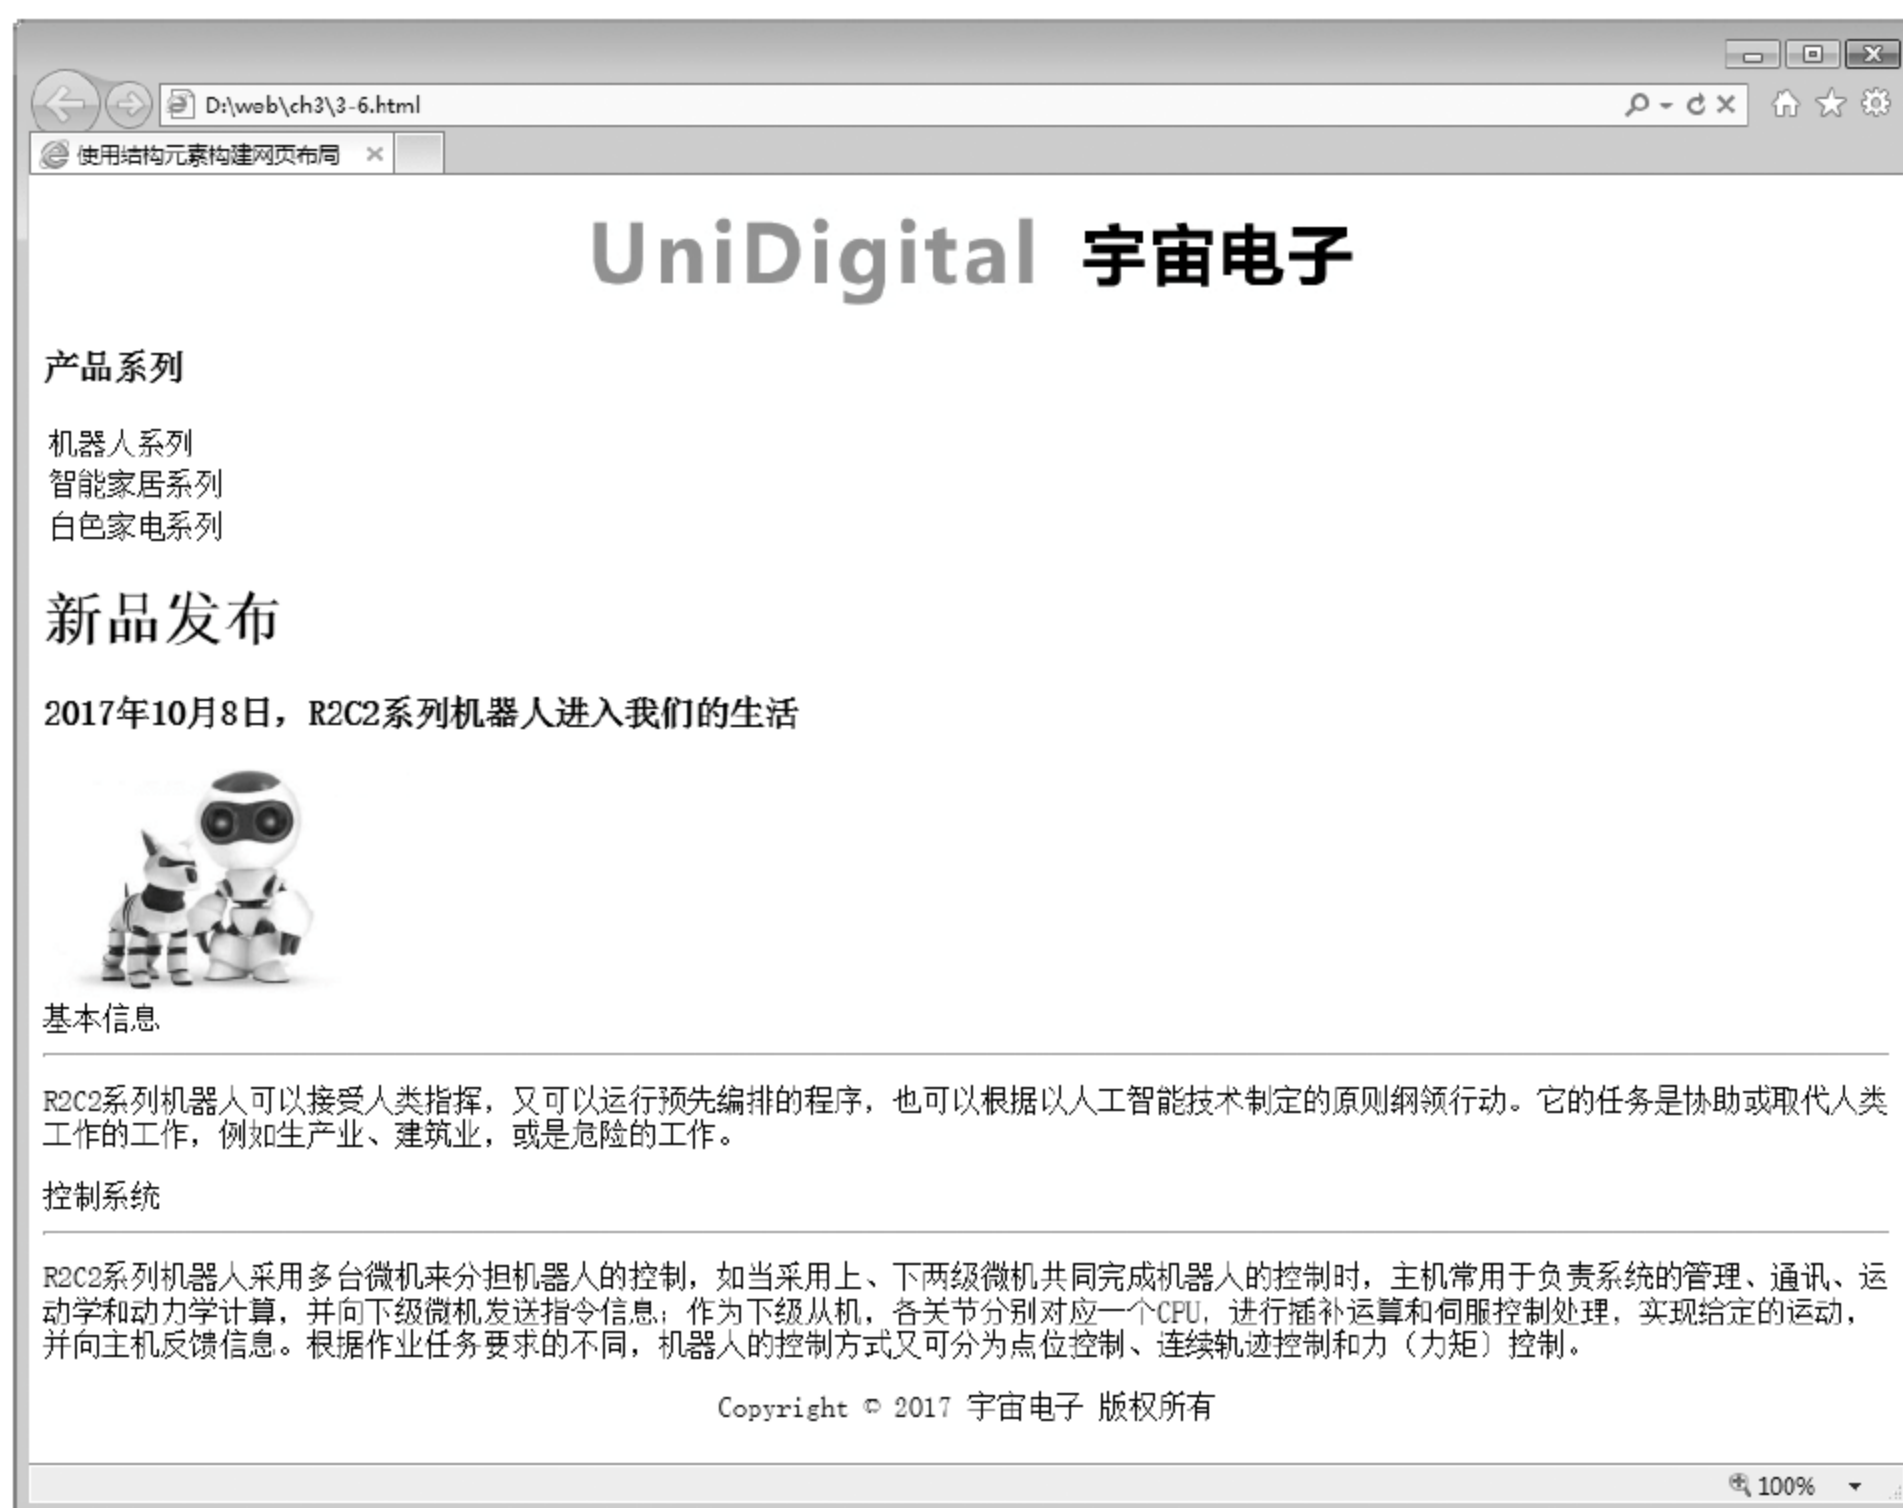 D:\web\ch3\3-6.html
使用结构元素构建网页布局
UniDigital 宇宙电子
产品系列
机器人系列
智能家居系列
白色家电系列
新品发布
2017年10月8日，R2C2系列机器人进入我们的生活
基本信息
R2C2系列机器人可以接受人类指挥，又可以运行预先编排的程序，也可以根据以人工智能技术制定的原则纲领行动。它的任务是协助或取代人类
工作的工作，例如生产业、建筑业，或是危险的工作。
控制系统
R2C2系列机器人采用多台微机来分担机器人的控制，如当采用上、下两级微机共同完成机器人的控制时，主机常用于负责系统的管理、通讯、运
动学和动力学计算，并向下级微机发送指令信息；作为下级从机，各关节分别对应一个CPU，进行插补运算和伺服控制处理，实现给定的运动，
并向主机反馈信息。根据作业任务要求的不同，机器人的控制方式又可分为点位控制、连续轨迹控制和力（力矩）控制。
Copyright © 2017 宇宙电子 版权所有
100%